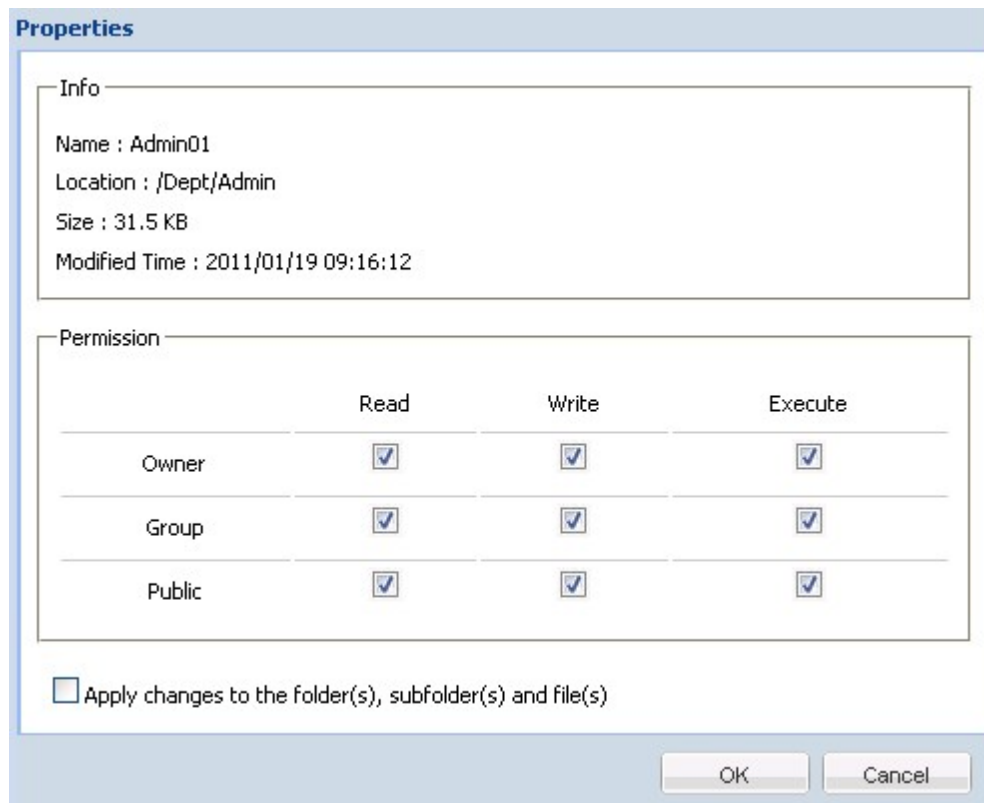 Properties
Info
Name : Admin01
Location : /Dept/Admin
Size : 31.5 KB
Modified Time : 2011/01/19 09:16:12
Permission
Read Write Execute
Owner
Group
Public
Apply changes to the folder(s), subfolder(s) and file(s)
OK Cancel